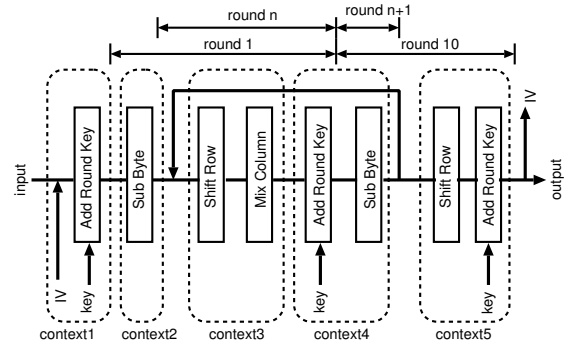 round n
round n+1
round 1
round 10
input
IV
Add Round Key
key
Sub Byte
Shift Row
Mix Column
Add Round Key
key
Sub Byte
Shift Row
Add Round Key
key
IV
output
context1
context2
context3
context4
context5